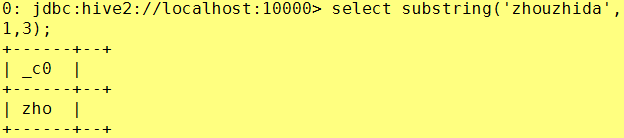 0: jdbc:hive2://localhost:10000> select substring('zhouzhida',
1,3);
+------+--+
| _c0  |
+------+--+
| zho  |
+------+--+